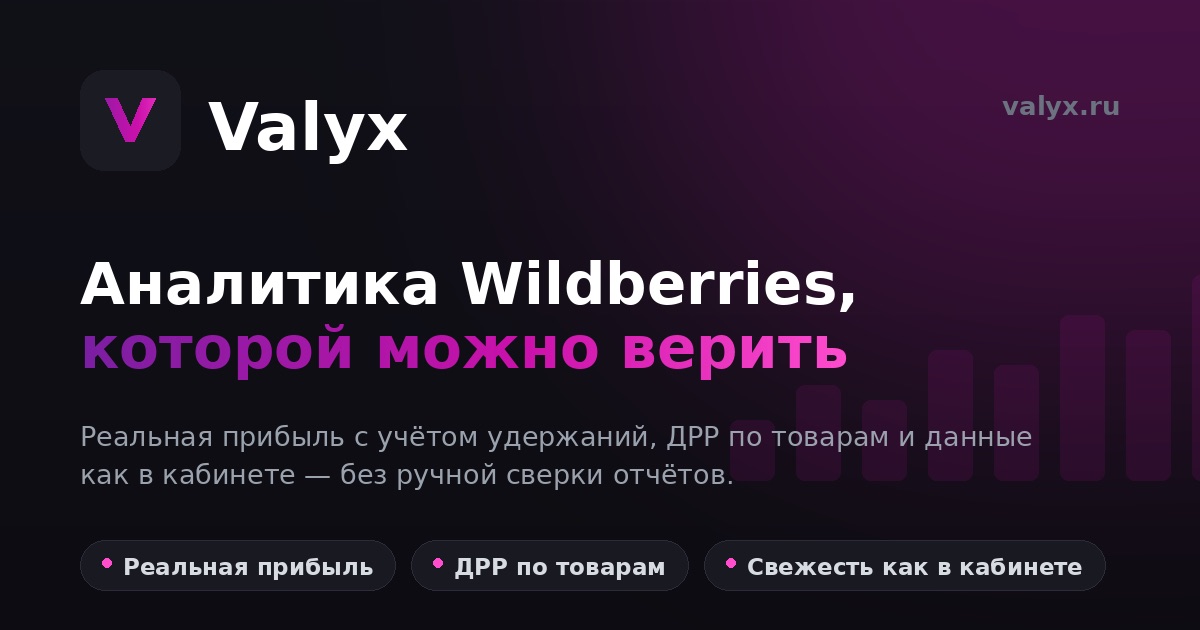 V
Valyx
valyx.ru
Аналитика Wildberries,
которой можно верить
Реальная прибыль с учётом удержаний, ДРР по товарам и данные
как в кабинете — без ручной сверки отчётов.
Реальная прибыль
ДРР по товарам
Свежесть как в кабинете